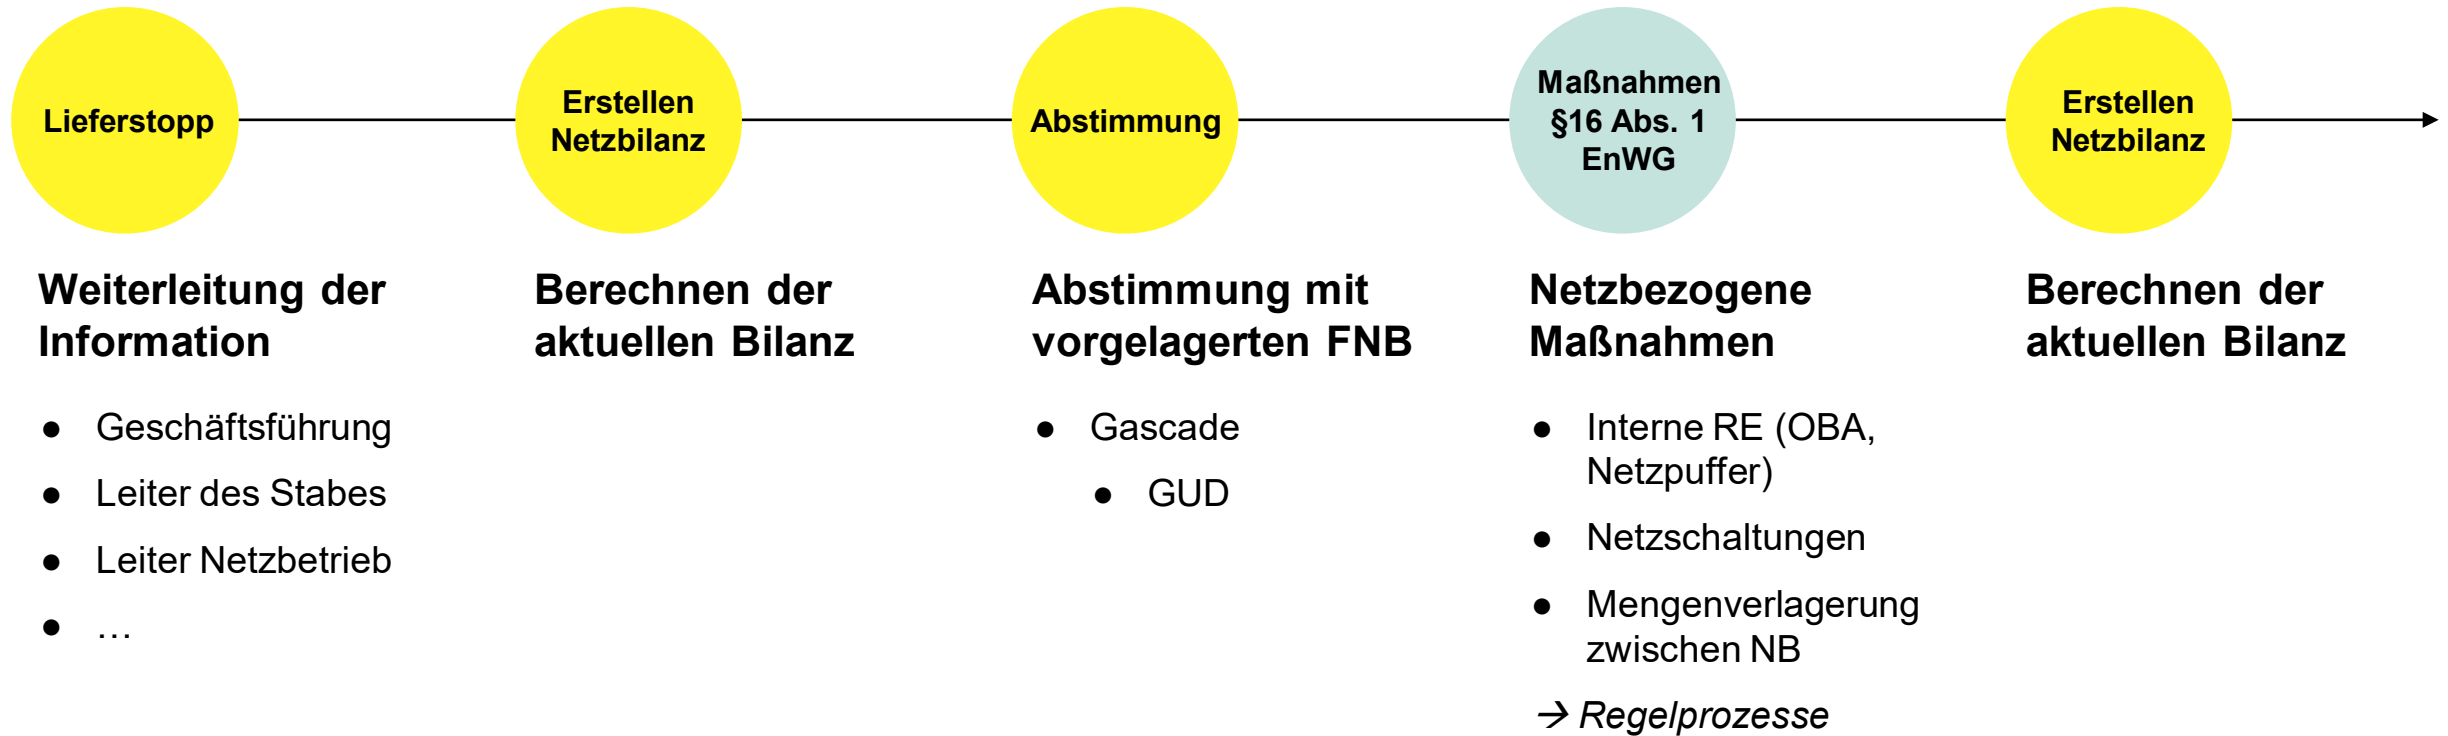 Lieferstopp
Erstellen
Netzbilanz
Abstimmung
Maßnahmen
§16 Abs. 1
EnWG
Erstellen
Netzbilanz
Weiterleitung der
Information
● Geschäftsführung
● Leiter des Stabes
● Leiter Netzbetrieb
● …
Berechnen der
aktuellen Bilanz
Abstimmung mit
vorgelagerten FNB
● Gascade
● GUD
Netzbezogene
Maßnahmen
● Interne RE (OBA,
Netzpuffer)
● Netzschaltungen
● Mengenverlagerung
zwischen NB
→ Regelprozesse
Berechnen der
aktuellen Bilanz